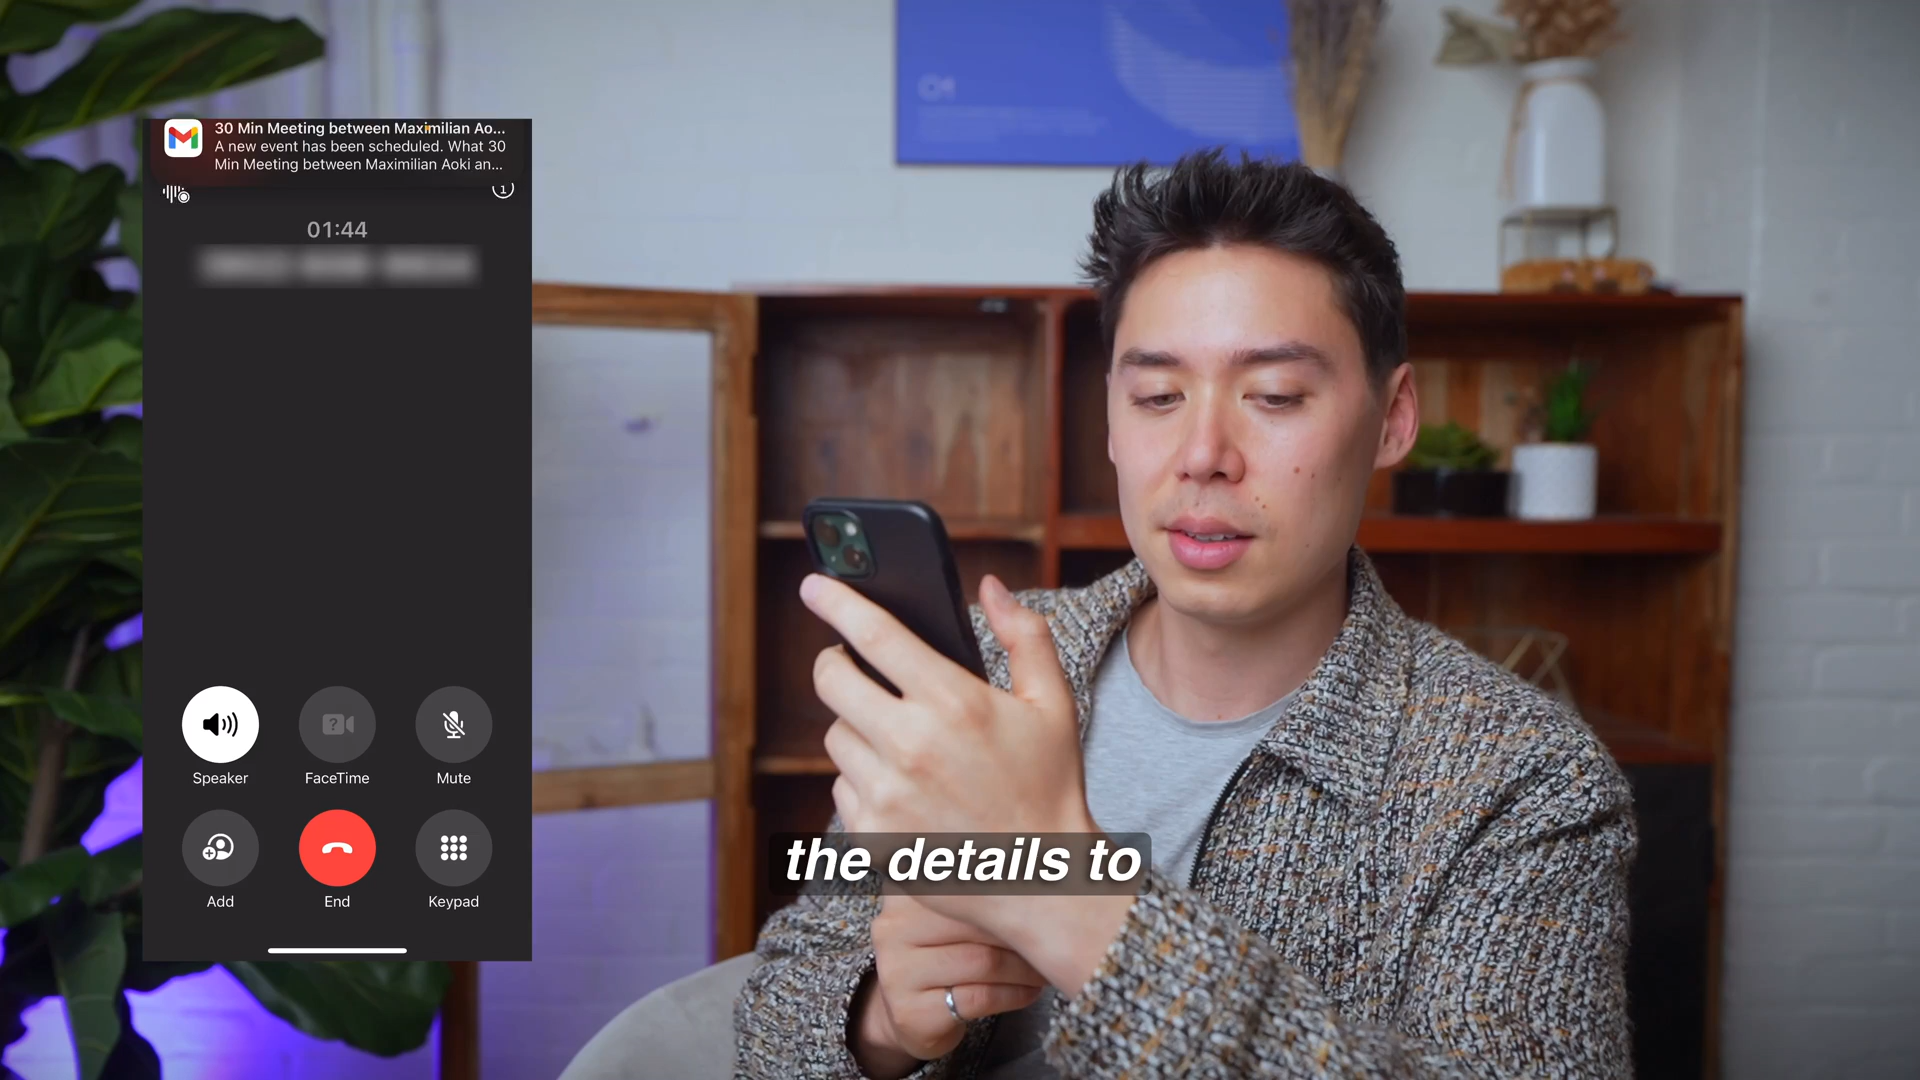 30 Min Meeting between Maximilian Ao...
A new event has been scheduled. What 30
Min Meeting between Maximilian Aoki an...
1
01:44
?
Speaker
FaceTime
Mute
Add
End
Keypad
the details to